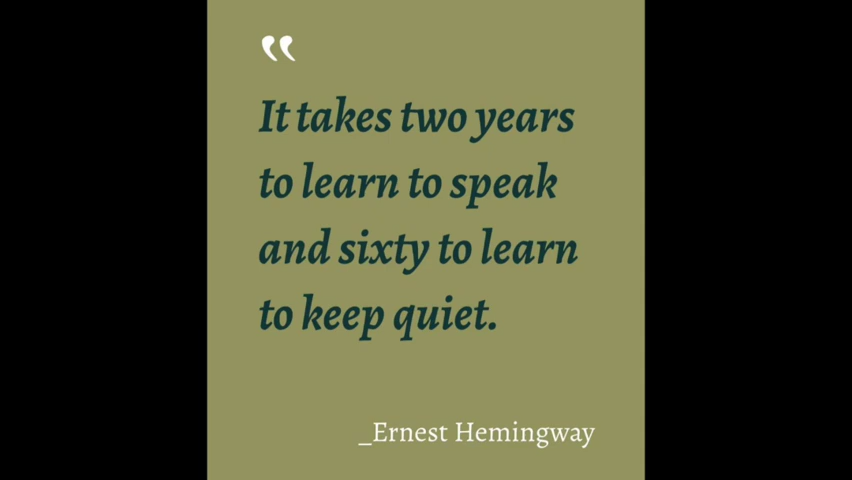 “
It takes two years
to learn to speak
and sixty to learn
to keep quiet.
_Ernest Hemingway